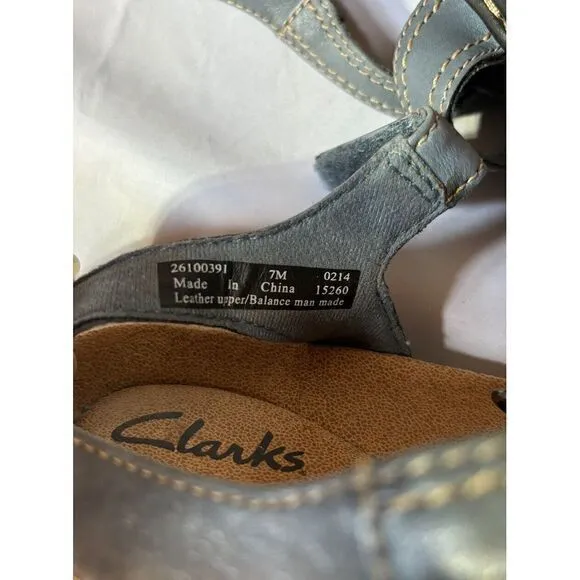 26100391 7M 0214
Made In China 15260
Leather upper/Balance man made
Clarks